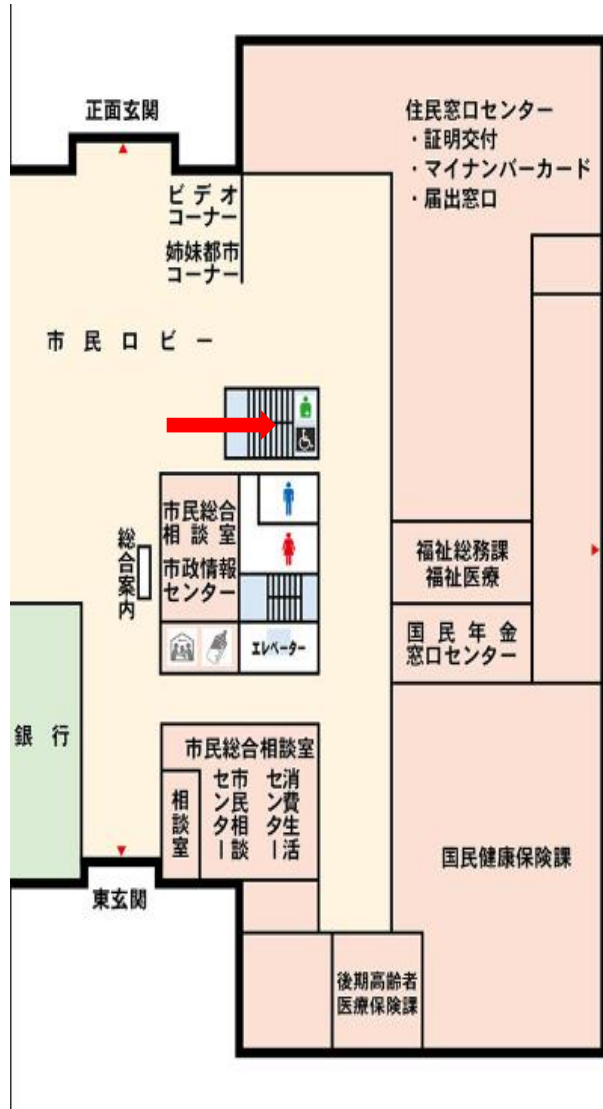 正面玄関
住民窓口センター
・証明交付
・マイナンバーカード
・届出窓口
ビデオ
コーナー
姉妹都市
コーナー
市民ロビー
市民総合
相談室
市政情報
センター
総合案内
福祉総務課
福祉医療
国民年金
窓口センター
エレベーター
銀行
市民総合相談室
相談室
市民相談
センター
消費生活
センター
国民健康保険課
東玄関
後期高齢者
医療保険課